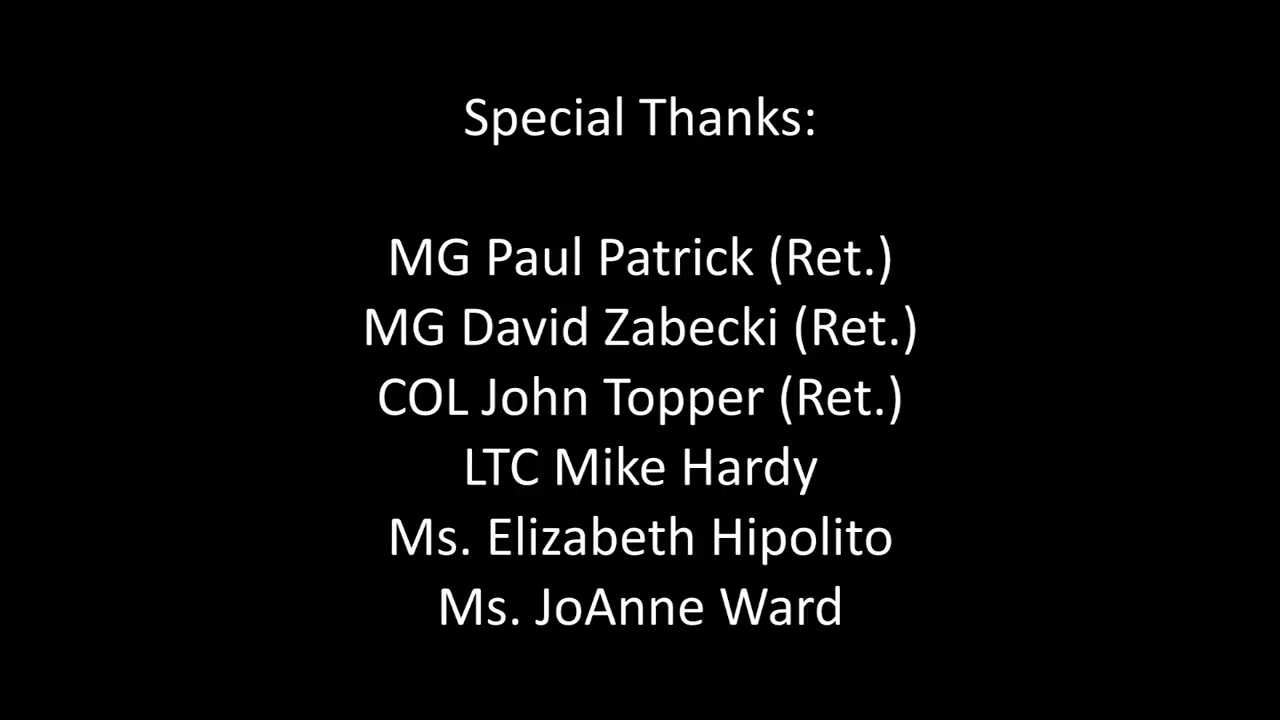 Special Thanks:
MG Paul Patrick (Ret.)
MG David Zabecki (Ret.)
COL John Topper (Ret.)
LTC Mike Hardy
Ms. Elizabeth Hipolito
Ms. JoAnne Ward